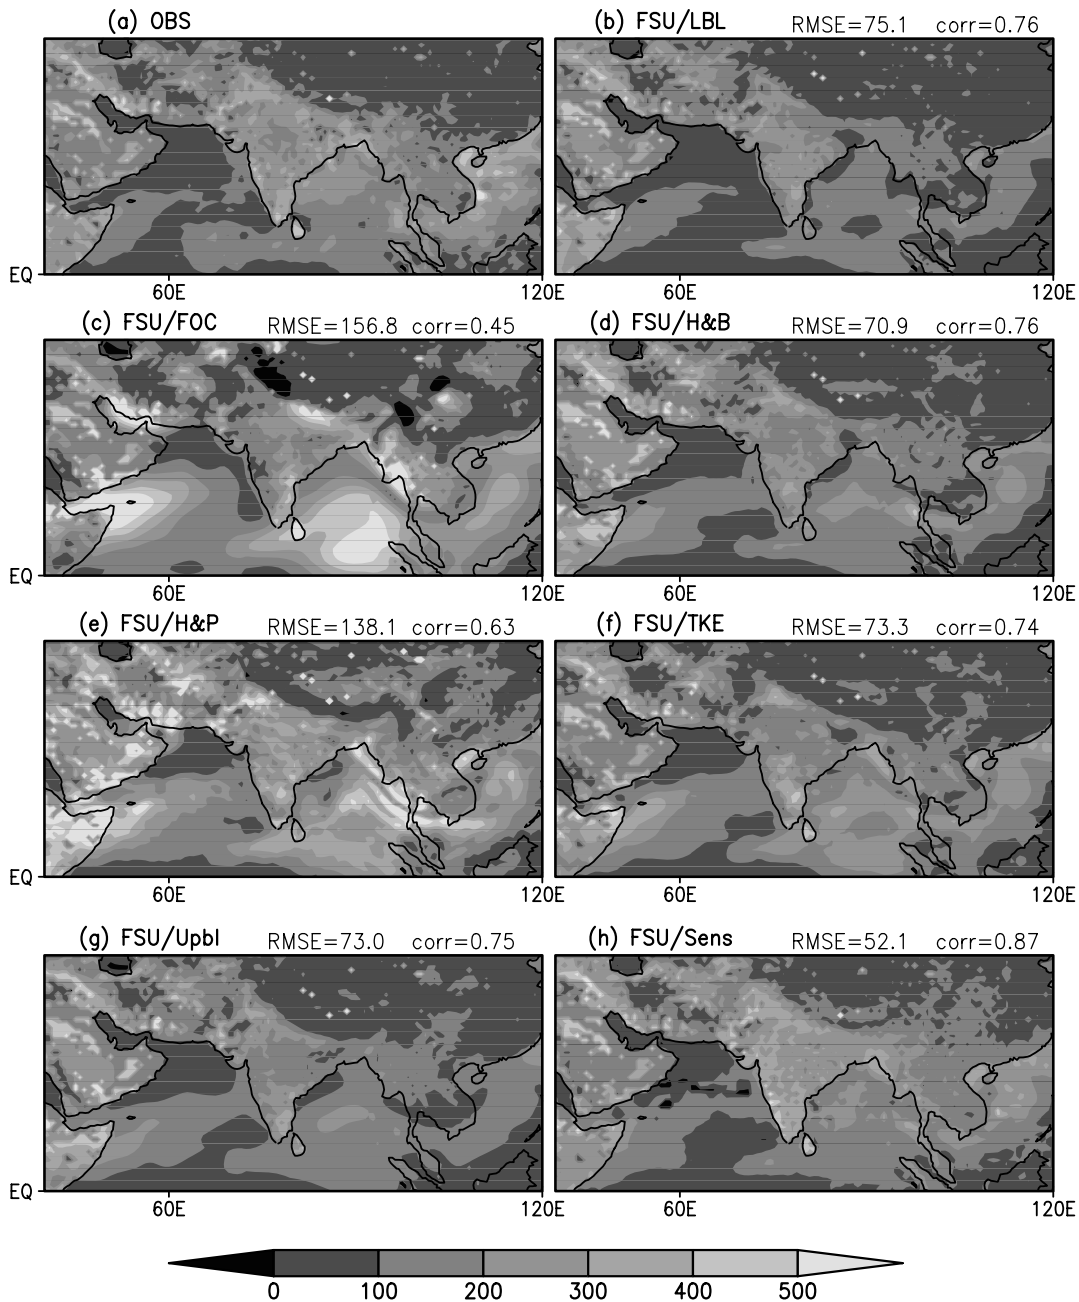 (a) OBS
(b) FSU/LBL RMSE=75.1 corr=0.76
EQ
60E 120E 60E 120E
(c) FSU/FOC RMSE=156.8 corr=0.45
(d) FSU/H&B RMSE=70.9 corr=0.76
EQ
60E 120E 60E 120E
(e) FSU/H&P RMSE=138.1 corr=0.63
(f) FSU/TKE RMSE=73.3 corr=0.74
EQ
60E 120E 60E 120E
(g) FSU/Upbl RMSE=73.0 corr=0.75
(h) FSU/Sens RMSE=52.1 corr=0.87
EQ
60E 120E 60E 120E
0 100 200 300 400 500